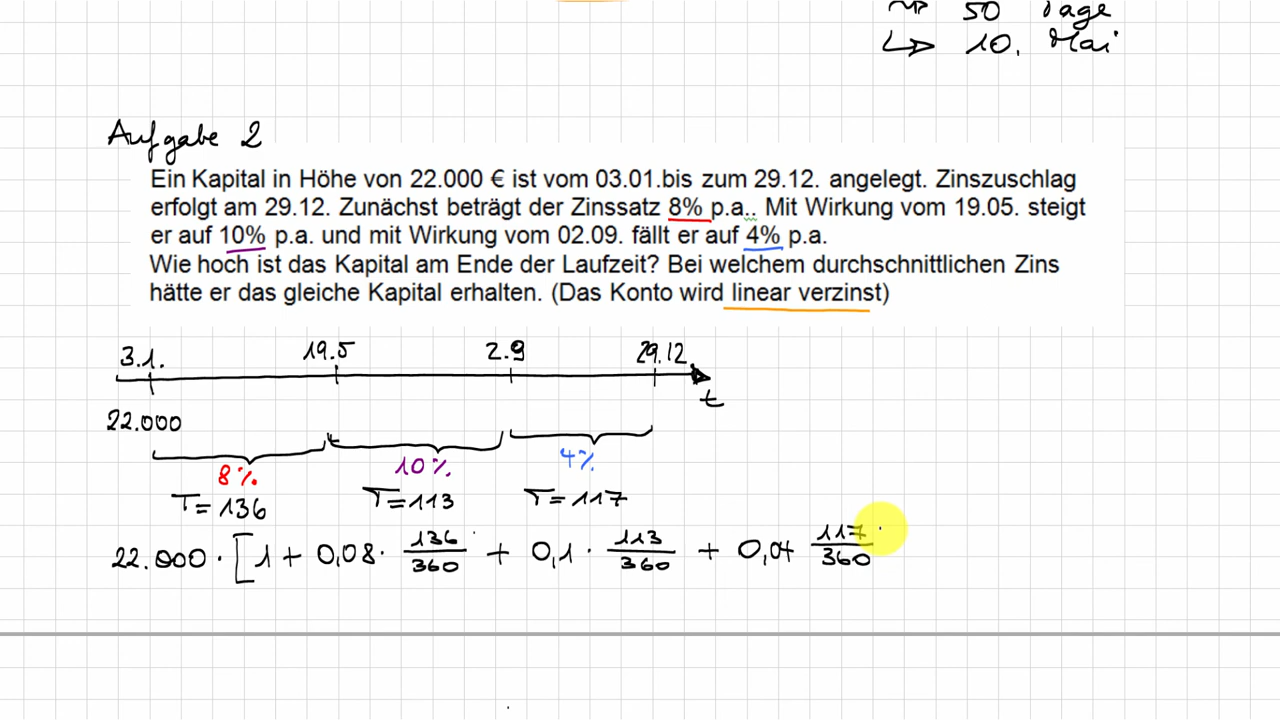 50 Tage
↳ 10. Mai
Aufgabe 2
Ein Kapital in Höhe von 22.000 € ist vom 03.01.bis zum 29.12. angelegt. Zinszuschlag
erfolgt am 29.12. Zunächst beträgt der Zinssatz 8% p.a.. Mit Wirkung vom 19.05. steigt
er auf 10% p.a. und mit Wirkung vom 02.09. fällt er auf 4% p.a.
Wie hoch ist das Kapital am Ende der Laufzeit? Bei welchem durchschnittlichen Zins
hätte er das gleiche Kapital erhalten. (Das Konto wird linear verzinst)
3.1. 19.5 2.9 29.12
t
22.000
8% 10% 4%
T=136 T=113 T=117
22.000 · [1 + 0,08 · 136/360 + 0,1 · 113/360 + 0,04 117/360